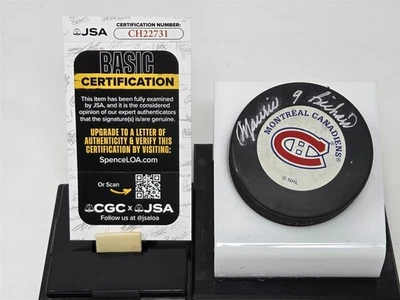 JSA
CERTIFICATION NUMBER:
CH22731
BASIC
CERTIFICATION
This item has been fully examined
by JSA, and it is the considered
opinion of our expert authenticators
that the signature(s) is/are genuine.
UPGRADE TO A LETTER OF
AUTHENTICITY & VERIFY THIS
CERTIFICATION BY VISITING:
SpenceLOA.com
Or Scan
CGC x JSA
Follow us at @jsaloa
Maurice 9 Richard
MONTREAL CANADIENS
© NHL